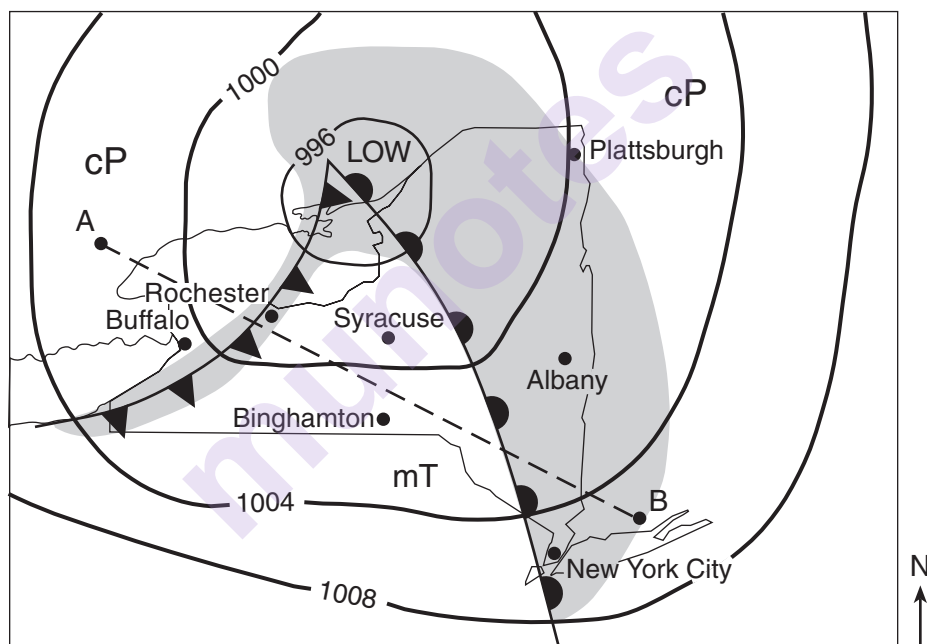 1000
cP
996
LOW
Plattsburgh
cP
A
Rochester
Buffalo
Syracuse
Albany
Binghamton
mT
1004
B
New York City
1008
N
munotes